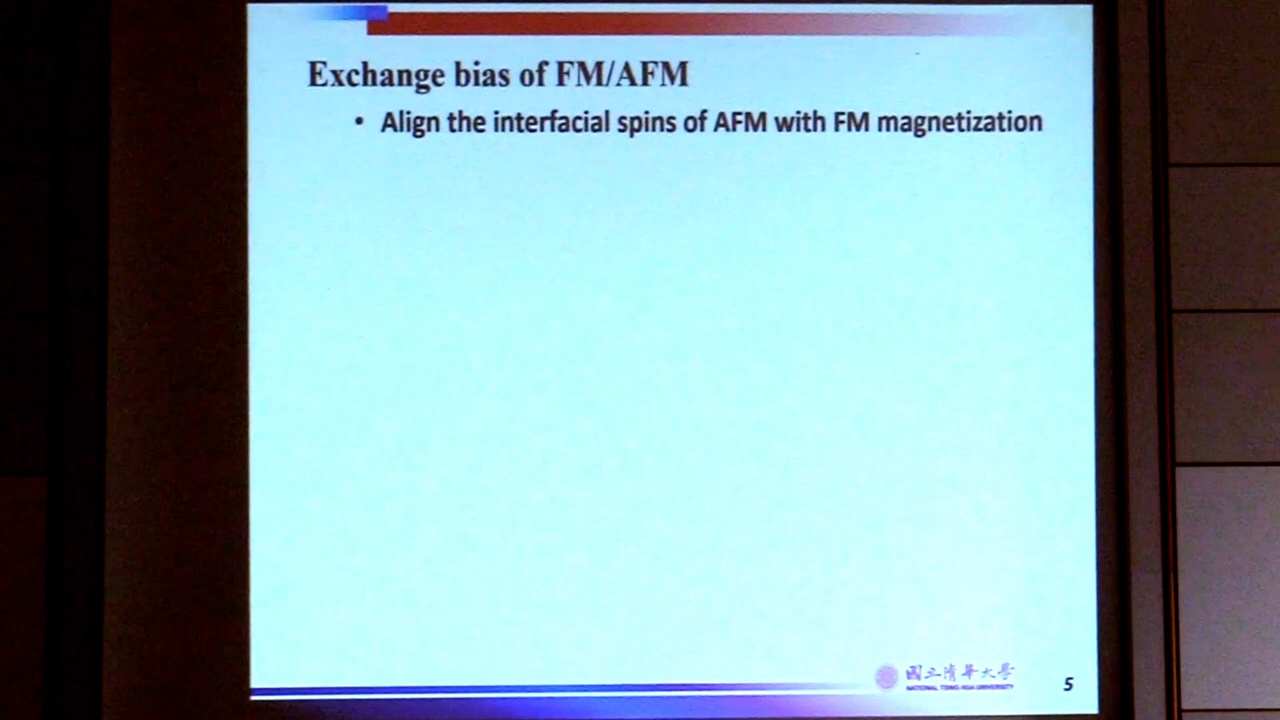 Exchange bias of FM/AFM
• Align the interfacial spins of AFM with FM magnetization
國立清華大學
NATIONAL TSING HUA UNIVERSITY
5